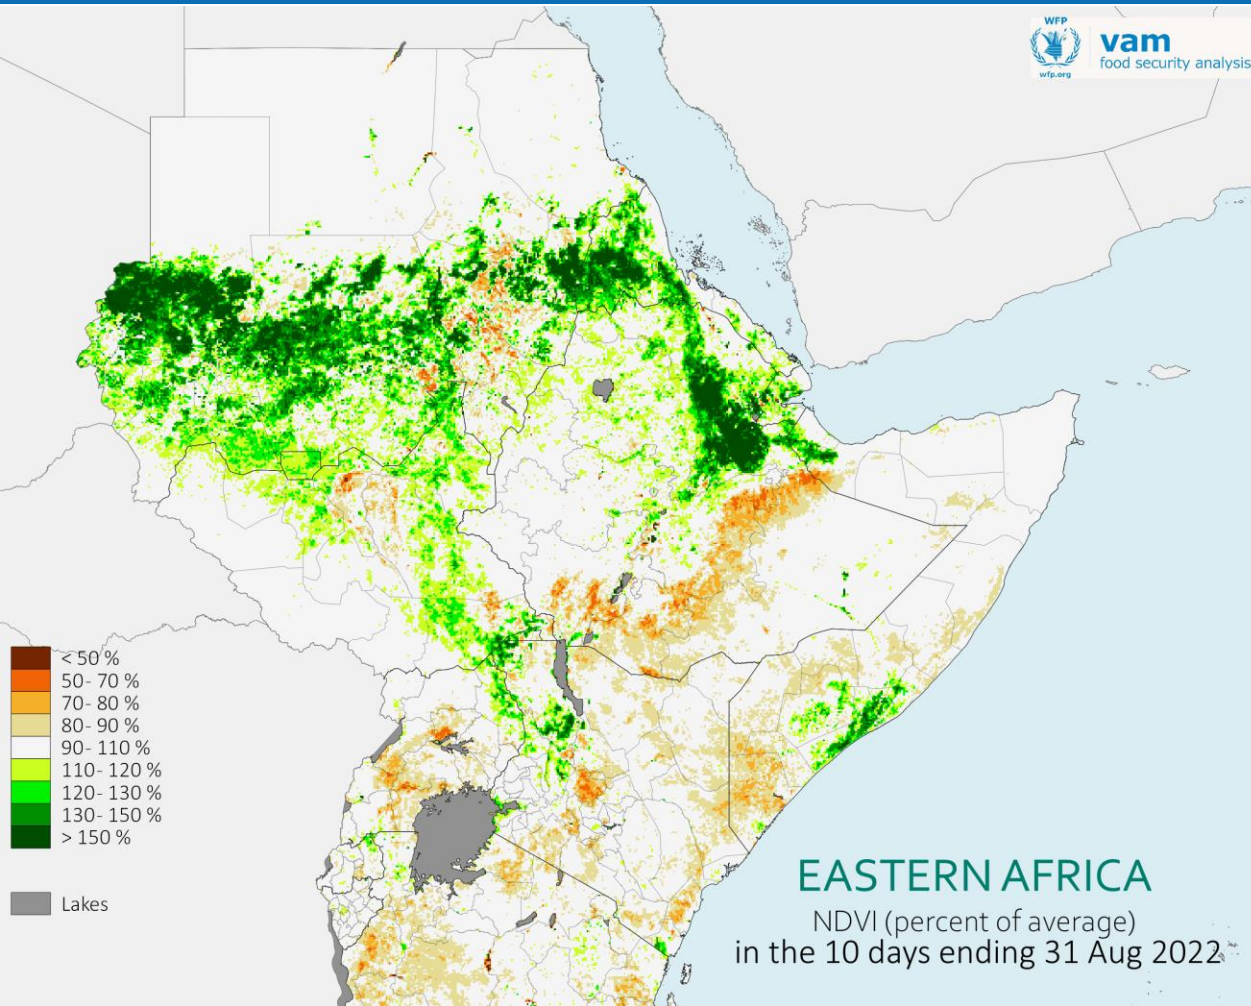 WFP
wfp.org
vam
food security analysis
< 50 %
50- 70 %
70- 80 %
80- 90 %
90- 110 %
110- 120 %
120- 130 %
130- 150 %
> 150 %
Lakes
EASTERN AFRICA
NDVI (percent of average)
in the 10 days ending 31 Aug 2022